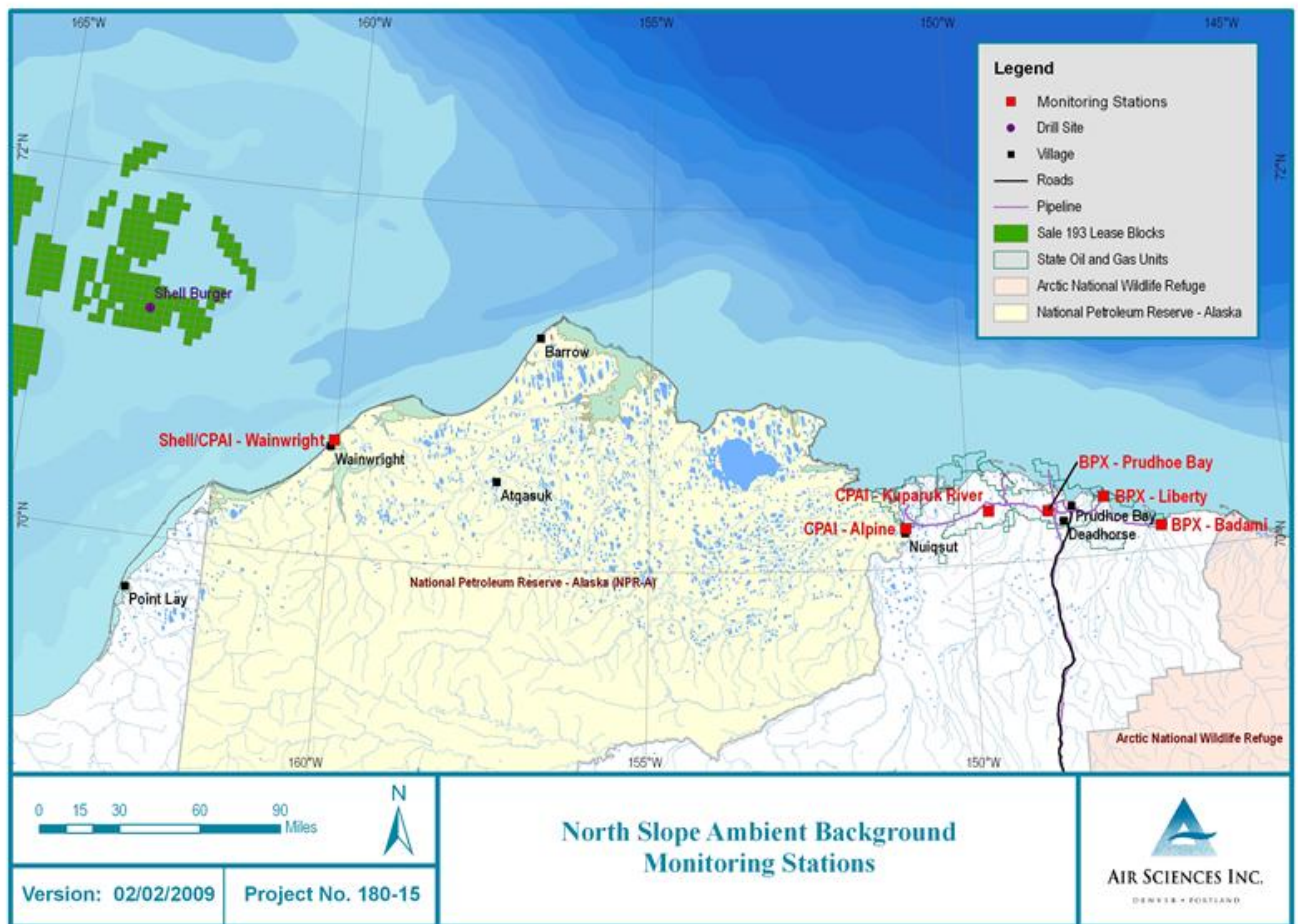 165°W
160°W
155°W
150°W
145°W
72°N
72°N
Legend
Monitoring Stations
Drill Site
Village
Roads
Pipeline
Sale 193 Lease Blocks
State Oil and Gas Units
Arctic National Wildlife Refuge
National Petroleum Reserve - Alaska
Shell Burger
Barrow
Shell/CPAI - Wainwright
Wainwright
Atqasuk
BPX - Prudhoe Bay
CPAI - Kuparuk River
BPX - Liberty
Prudhoe Bay
CPAI - Alpine
BPX - Badami
Deadhorse
Nuiqsut
70°N
70°N
National Petroleum Reserve - Alaska (NPR-A)
Point Lay
Arctic National Wildlife Refuge
160°W
155°W
150°W
0 15 30 60 90
Miles
N
North Slope Ambient Background
Monitoring Stations
Version: 02/02/2009
Project No. 180-15
AIR SCIENCES INC.
DENVER • PORTLAND